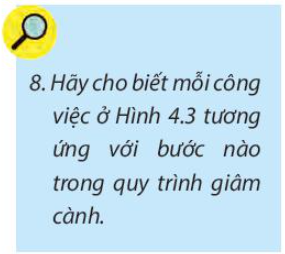 8. Hãy cho biết mỗi công
việc ở Hình 4.3 tương
ứng với bước nào
trong quy trình giâm
cành.